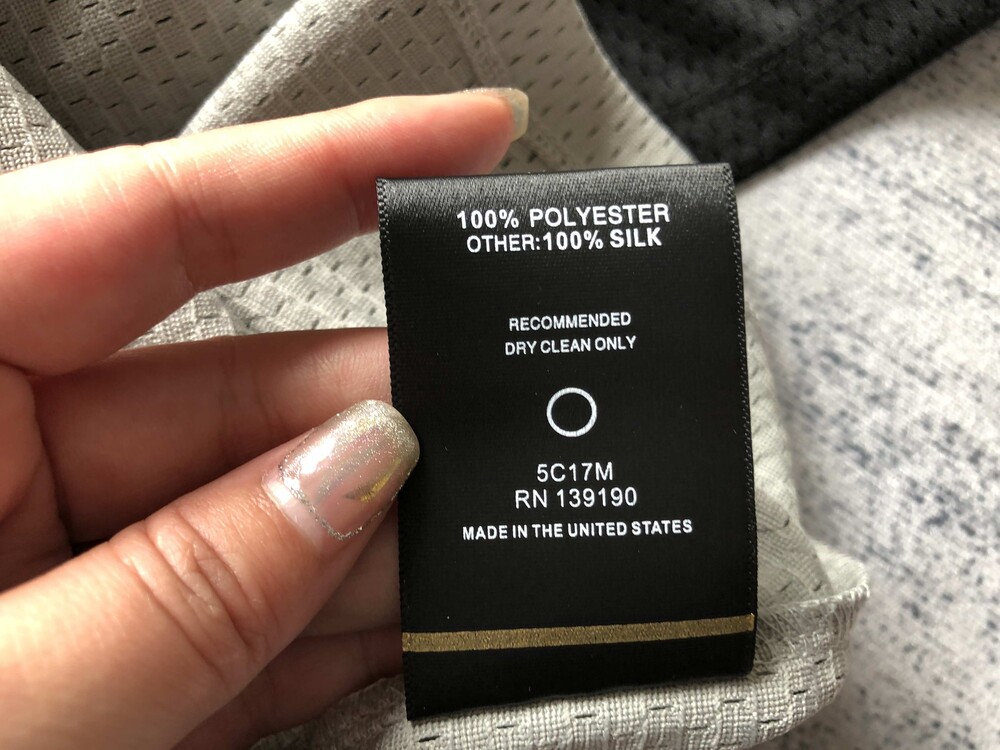 100% POLYESTER
OTHER:100% SILK
RECOMMENDED
DRY CLEAN ONLY
5C17M
RN 139190
MADE IN THE UNITED STATES